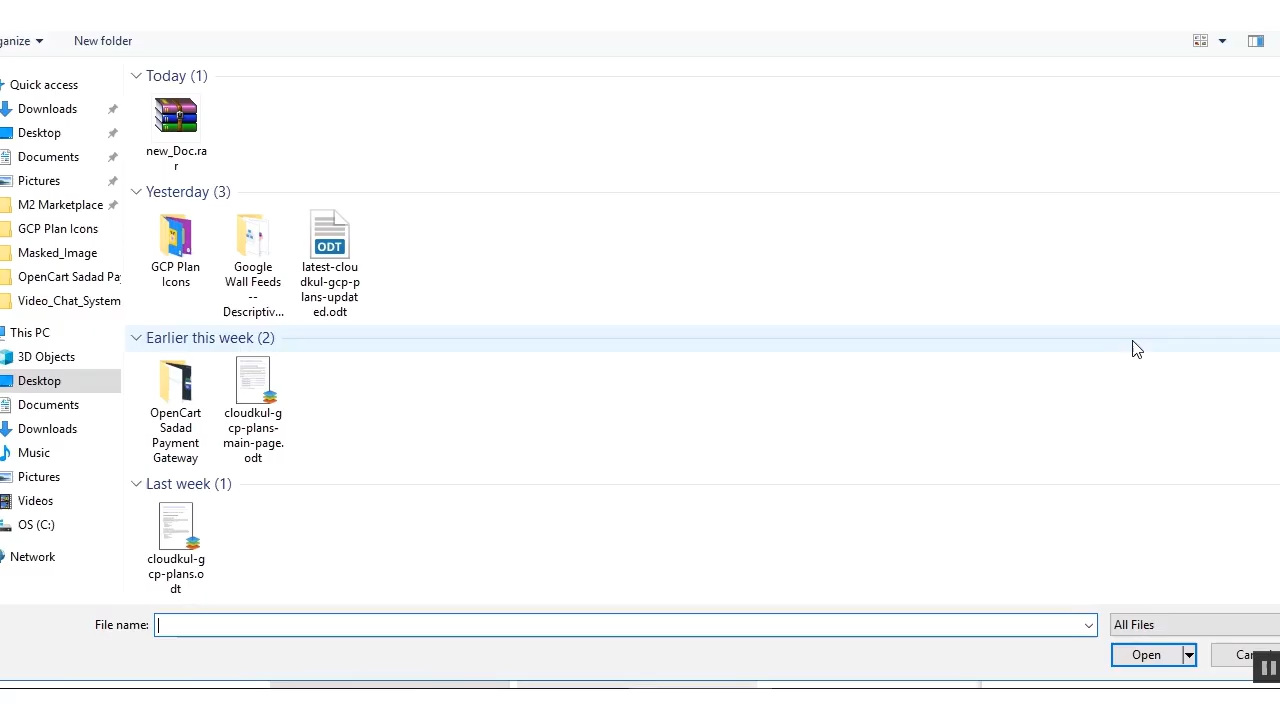 ganize
New folder
Quick access
Downloads
Desktop
Documents
Pictures
M2 Marketplace
GCP Plan Icons
Masked_Image
OpenCart Sadad Pa
Video_Chat_System
This PC
3D Objects
Desktop
Documents
Downloads
Music
Pictures
Videos
OS (C:)
Network
Today (1)
new_Doc.ra
r
Yesterday (3)
GCP Plan
Icons
Google
Wall Feeds
--
Descriptiv...
latest-clou
dkul-gcp-p
lans-updat
ed.odt
ODT
Earlier this week (2)
OpenCart
Sadad
Payment
Gateway
cloudkul-g
cp-plans-
main-page.
odt
Last week (1)
cloudkul-g
cp-plans.o
dt
File name:
All Files
Open